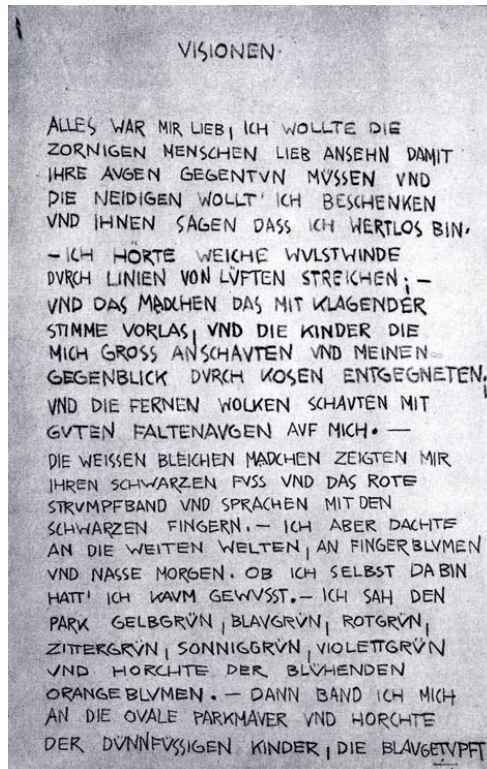 VISIONEN.
ALLES WAR MIR LIEB, ICH WOLLTE DIE
ZORNIGEN MENSCHEN LIEB ANSEHN DAMIT
IHRE AVGEN GEGENTVN MÜSSEN VND
DIE NEIDIGEN WOLLT' ICH BESCHENKEN
VND IHNEN SAGEN DASS ICH WERTLOS BIN.
– ICH HÖRTE WEICHE WVLSTWINDE
DVRCH LINIEN VON LÜFTEN STREICHEN; –
VND DAS MÄDCHEN DAS MIT KLAGENDER
STIMME VORLAS, VND DIE KINDER DIE
MICH GROSS ANSCHAVTEN VND MEINEN
GEGENBLICK DVRCH KOSEN ENTGEGNETEN,
VND DIE FERNEN WOLKEN SCHAVTEN MIT
GVTEN FALTENAVGEN AVF MICH. –
DIE WEISSEN BLEICHEN MÄDCHEN ZEIGTEN MIR
IHREN SCHWARZEN FVSS VND DAS ROTE
STRVMPFBAND VND SPRACHEN MIT DEN
SCHWARZEN FINGERN. – ICH ABER DACHTE
AN DIE WEITEN WELTEN, AN FINGERBLVMEN
VND NASSE MORGEN. OB ICH SELBST DA BIN
HATT' ICH KAVM GEWVSST. – ICH SAH DEN
PARK GELBGRÜN, BLAVGRÜN, ROTGRÜN,
ZITTERGRÜN, SONNIGGRÜN, VIOLETTGRÜN
VND HORCHTE DER BLÜHENDEN
ORANGEBLVMEN. – DANN BAND ICH MICH
AN DIE OVALE PARKMAVER VND HORCHTE
DER DÜNNFÜSSIGEN KINDER, DIE BLAVGETVPFT